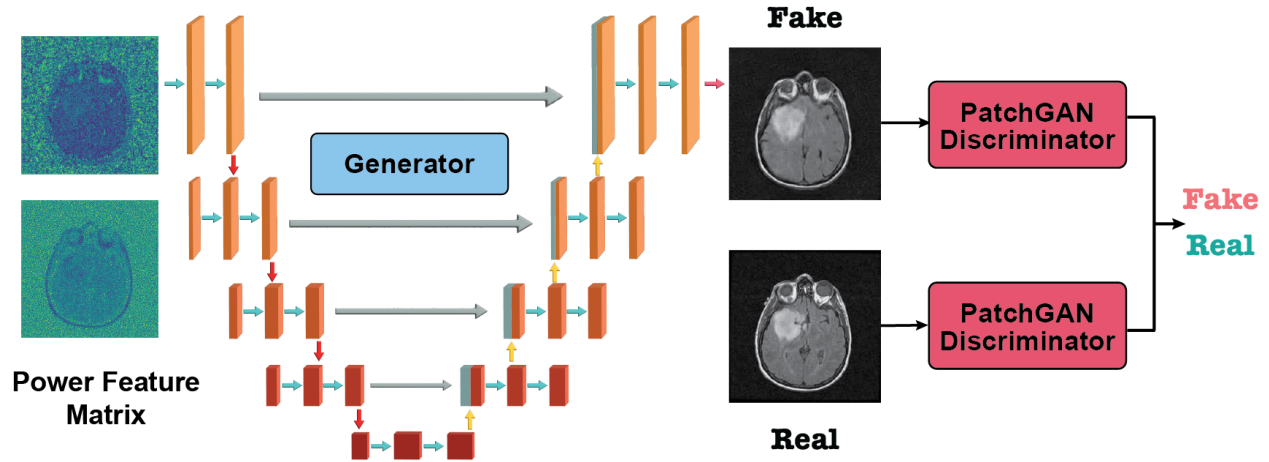 Fake
Generator
PatchGAN
Discriminator
Fake
Real
PatchGAN
Discriminator
Power Feature
Matrix
Real